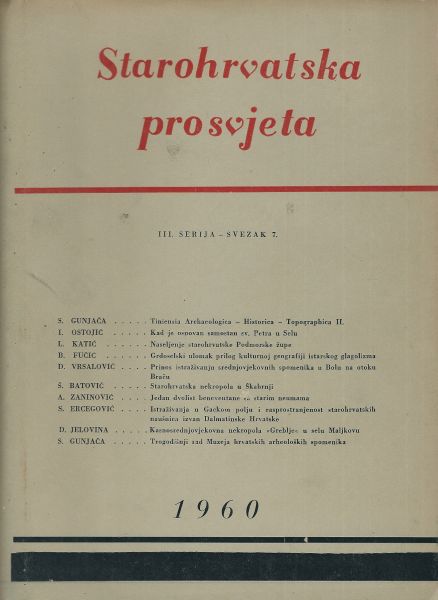 Starohrvatska
prosvjeta
III. SERIJA – SVEZAK 7.
S. GUNJAČA ..... Tiniensia Archaeologica – Historica – Topographica II.
I. OSTOJIĆ ..... Kad je osnovan samostan sv. Petra u Selu
L. KATIĆ ..... Naseljenje starohrvatske Podmorske župe
B. FUČIĆ ..... Grdoselski ulomak prilog kulturnoj geografiji istarskog glagolizma
D. VRSALOVIĆ ..... Prinos istraživanju srednjovjekovnih spomenika u Bolu na otoku
Braču
Š. BATOVIĆ ..... Starohrvatska nekropola u Škabrnji
A. ZANINOVIĆ ..... Jedan dvolist beneventane sa starim neumama
S. ERCEGOVIĆ ..... Istraživanja u Gackom polju i rasprostranjenost starohrvatskih
naušnica izvan Dalmatinske Hrvatske
D. JELOVINA ..... Kasnosrednjovjekovna nekropola »Greblje« u selu Maljkovu
S. GUNJAČA ..... Trogodišnji rad Muzeja hrvatskih arheoloških spomenika
1960